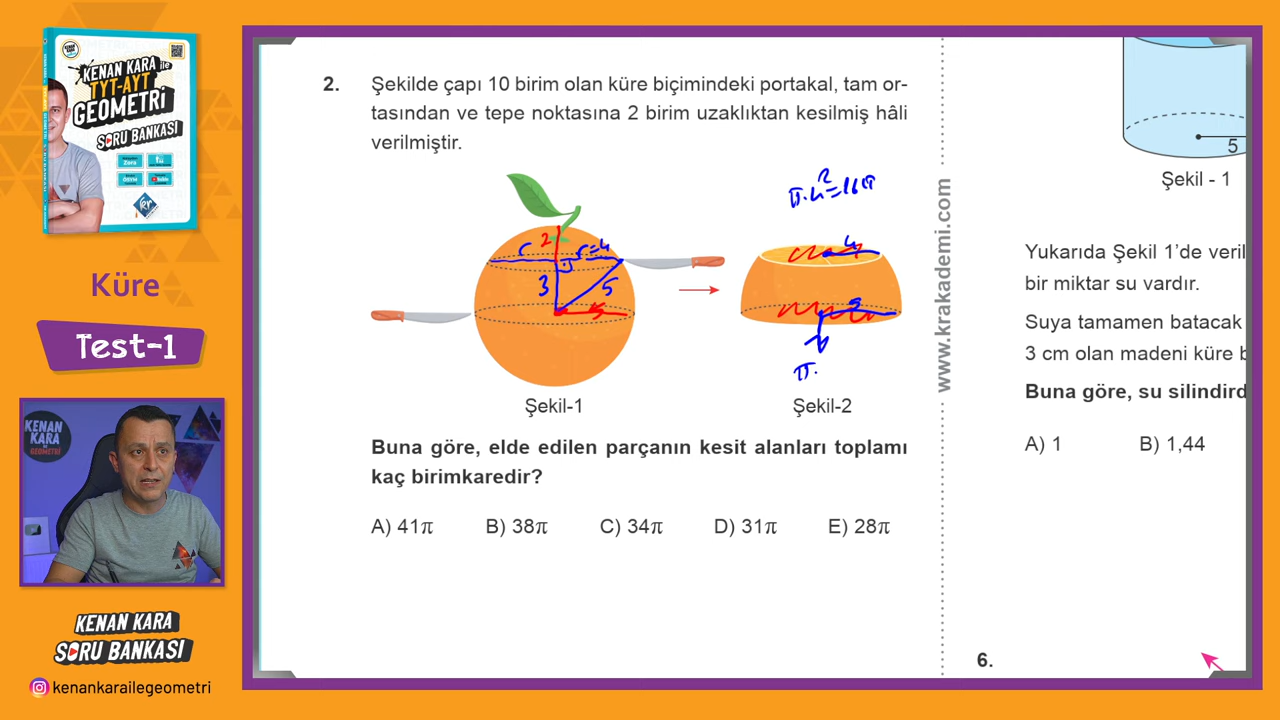 KENAN KARA ile
TYT-AYT
GEOMETRİ
SORU BANKASI
Küre
Test-1
KENAN
KARA
GEOMETRİ
KENAN KARA
SORU BANKASI
kenankarailegeometri
2. Şekilde çapı 10 birim olan küre biçimindeki portakal, tam or-
tasından ve tepe noktasına 2 birim uzaklıktan kesilmiş hâli
verilmiştir.
π.4²=16π
2
r
r=4
3
5
5
4
5
π.
Şekil-1
Şekil-2
Buna göre, elde edilen parçanın kesit alanları toplamı
kaç birimkaredir?
A) 41π B) 38π C) 34π D) 31π E) 28π
www.krakademi.com
5
Şekil - 1
Yukarıda Şekil 1’de veril
bir miktar su vardır.
Suya tamamen batacak
3 cm olan madeni küre b
Buna göre, su silindird
A) 1 B) 1,44
6.